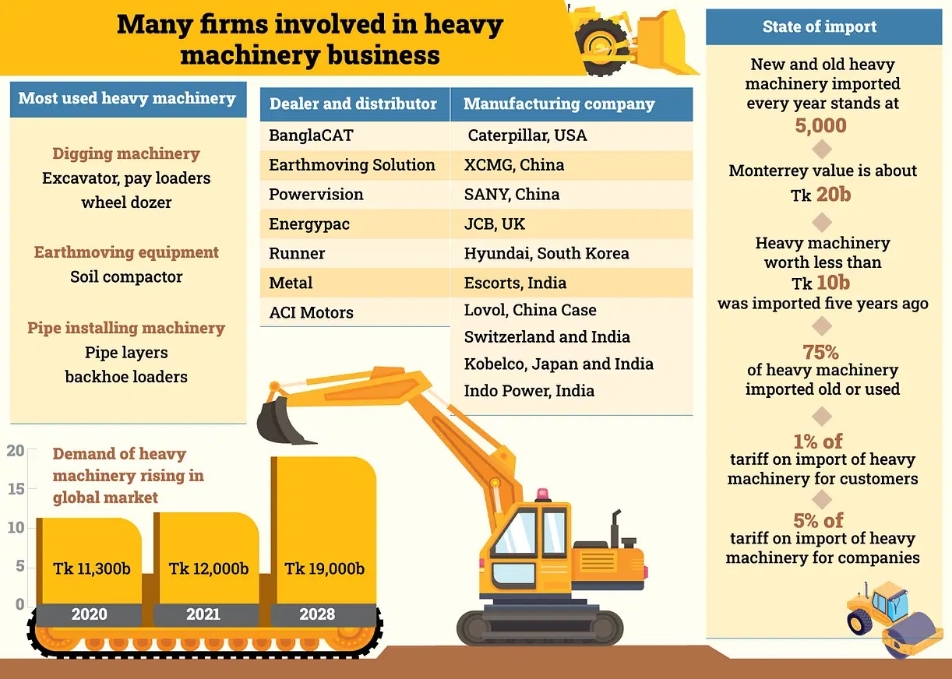 Many firms involved in heavy
machinery business
Most used heavy machinery
Digging machinery
Excavator, pay loaders
wheel dozer
Earthmoving equipment
Soil compactor
Pipe installing machinery
Pipe layers
backhoe loaders
Dealer and distributor Manufacturing company
BanglaCAT Caterpillar, USA
Earthmoving Solution XCMG, China
Powervision SANY, China
Energypac JCB, UK
Runner Hyundai, South Korea
Metal Escorts, India
ACI Motors Lovol, China Case
Switzerland and India
Kobelco, Japan and India
Indo Power, India
Demand of heavy
machinery rising in
global market
20
15
10
5
0
Tk 11,300b Tk 12,000b Tk 19,000b
2020 2021 2028
State of import
New and old heavy
machinery imported
every year stands at
5,000
Monterrey value is about
Tk 20b
Heavy machinery
worth less than
Tk 10b
was imported five years ago
75%
of heavy machinery
imported old or used
1% of
tariff on import of heavy
machinery for customers
5% of
tariff on import of heavy
machinery for companies